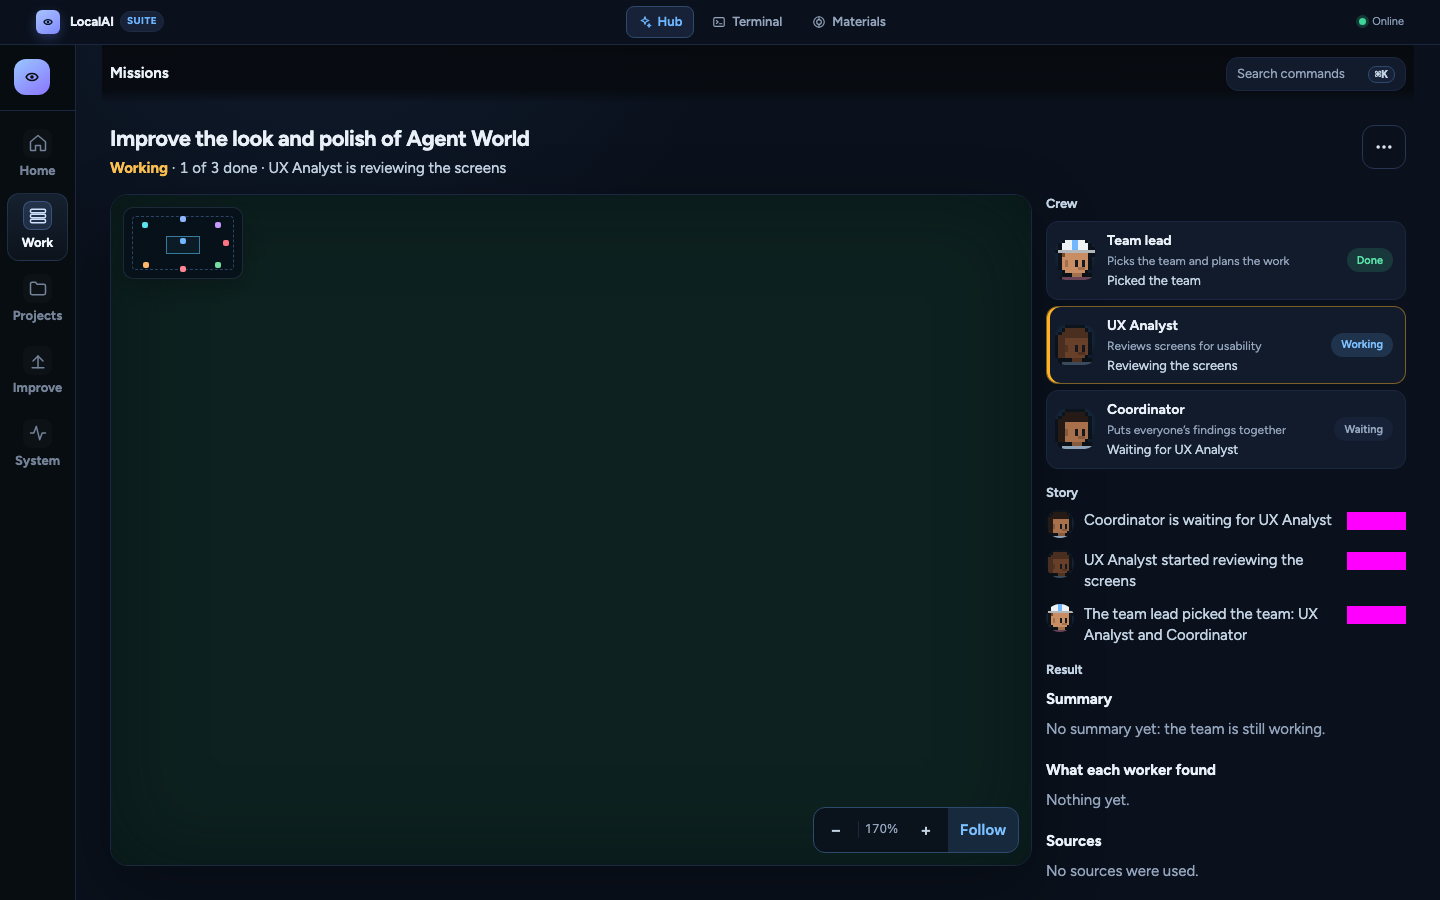 LocalAI SUITE
Hub
Terminal
Materials
Online
Missions
Search commands ⌘K
Home
Work
Projects
Improve
System
Improve the look and polish of Agent World
Working · 1 of 3 done · UX Analyst is reviewing the screens
170%
Follow
Crew
Team lead
Picks the team and plans the work
Picked the team
Done
UX Analyst
Reviews screens for usability
Reviewing the screens
Working
Coordinator
Puts everyone's findings together
Waiting for UX Analyst
Waiting
Story
Coordinator is waiting for UX Analyst
UX Analyst started reviewing the
screens
The team lead picked the team: UX
Analyst and Coordinator
Result
Summary
No summary yet: the team is still working.
What each worker found
Nothing yet.
Sources
No sources were used.